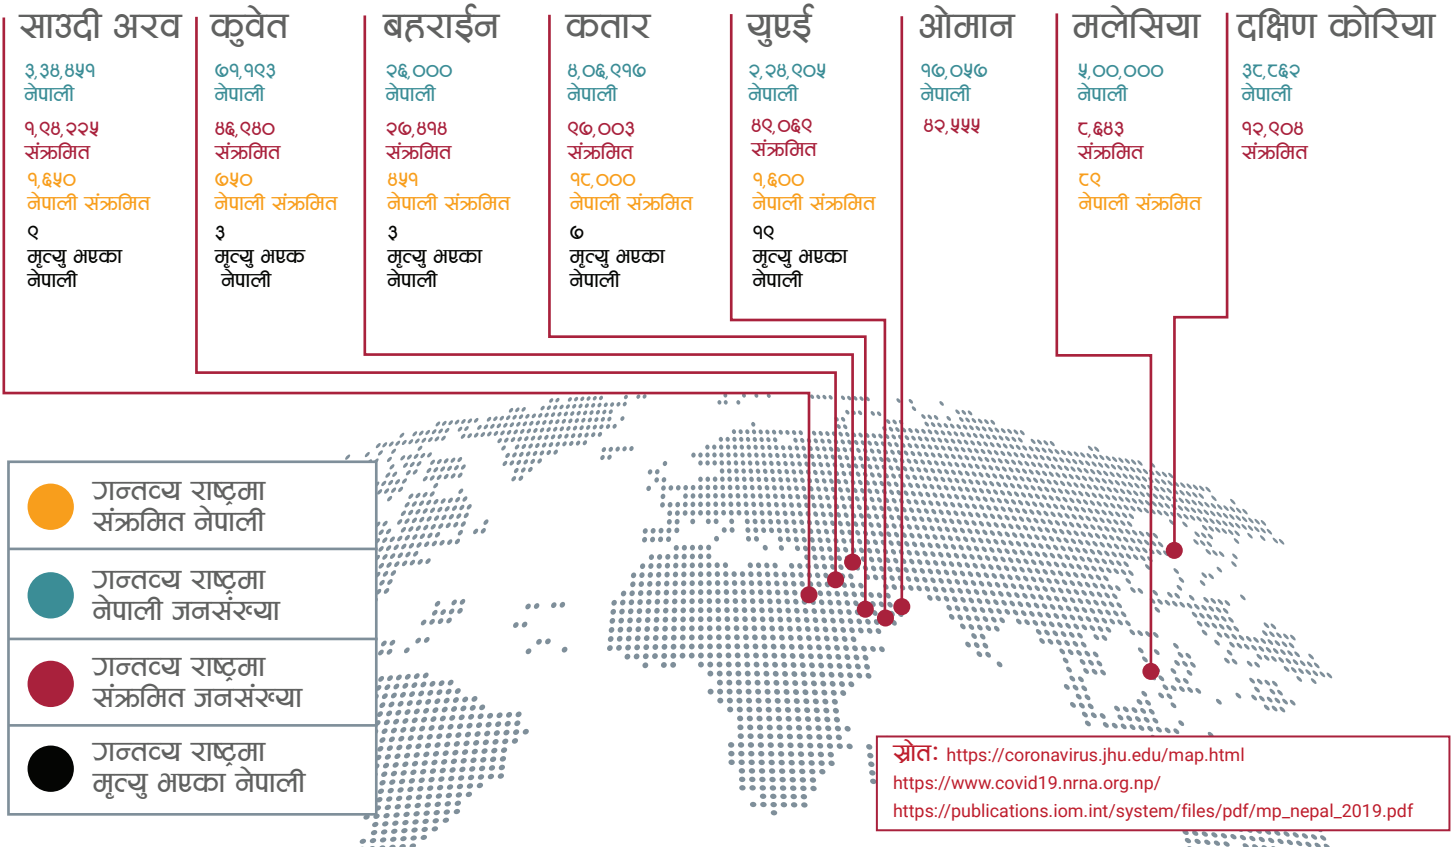 साउदी अरव
३,३४,४५१
नेपाली
१,९४,२२५
संक्रमित
१,६५०
नेपाली संक्रमित
९
मृत्यु भएका
नेपाली
कुवेत
७१,१९३
नेपाली
४६,९४०
संक्रमित
७५०
नेपाली संक्रमित
३
मृत्यु भएक
नेपाली
बहराईन
२६,०००
नेपाली
२७,४१४
संक्रमित
४५१
नेपाली संक्रमित
३
मृत्यु भएका
नेपाली
कतार
४,०६,९१७
नेपाली
९७,००३
संक्रमित
१८,०००
नेपाली संक्रमित
७
मृत्यु भएका
नेपाली
युएई
२,२४,९०५
नेपाली
४९,०६९
संक्रमित
१,६००
नेपाली संक्रमित
१९
मृत्यु भएका
नेपाली
ओमान
१७,०५७
नेपाली
४२,५५५
मलेसिया
५,००,०००
नेपाली
८,६४३
संक्रमित
८९
नेपाली संक्रमित
दक्षिण कोरिया
३८,८६२
नेपाली
१२,९०४
संक्रमित
गन्तव्य राष्ट्रमा
संक्रमित नेपाली
गन्तव्य राष्ट्रमा
नेपाली जनसंख्या
गन्तव्य राष्ट्रमा
संक्रमित जनसंख्या
गन्तव्य राष्ट्रमा
मृत्यु भएका नेपाली
स्रोत: https://coronavirus.jhu.edu/map.html
https://www.covid19.nrna.org.np/
https://publications.iom.int/system/files/pdf/mp_nepal_2019.pdf